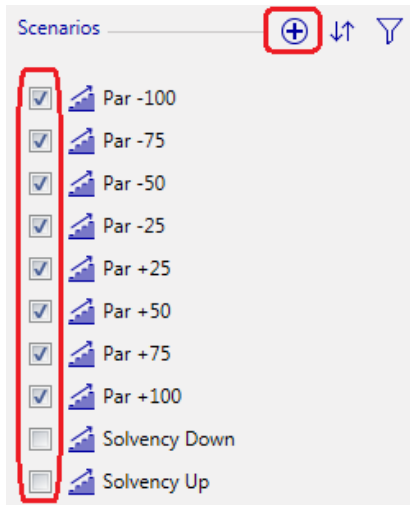 Scenarios
Par -100
Par -75
Par -50
Par -25
Par +25
Par +50
Par +75
Par +100
Solvency Down
Solvency Up